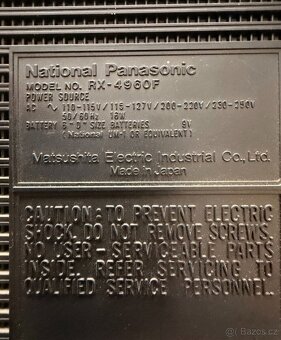 National Panasonic
MODEL NO. RX-4960F
POWER SOURCE
AC ~ 110-115V/115-127V/200-220V/230-250V
50/60Hz 18W
BATTERY 6 "D" SIZE BATTERIES 9V
(National UM-1 OR EQUIVALENT)
Matsushita Electric Industrial Co., Ltd.
Made in Japan
CAUTION: TO PREVENT ELECTRIC
SHOCK, DO NOT REMOVE SCREWS.
NO USER-SERVICEABLE PARTS
INSIDE. REFER SERVICING TO
QUALIFIED SERVICE PERSONNEL.
© Bazos.cz